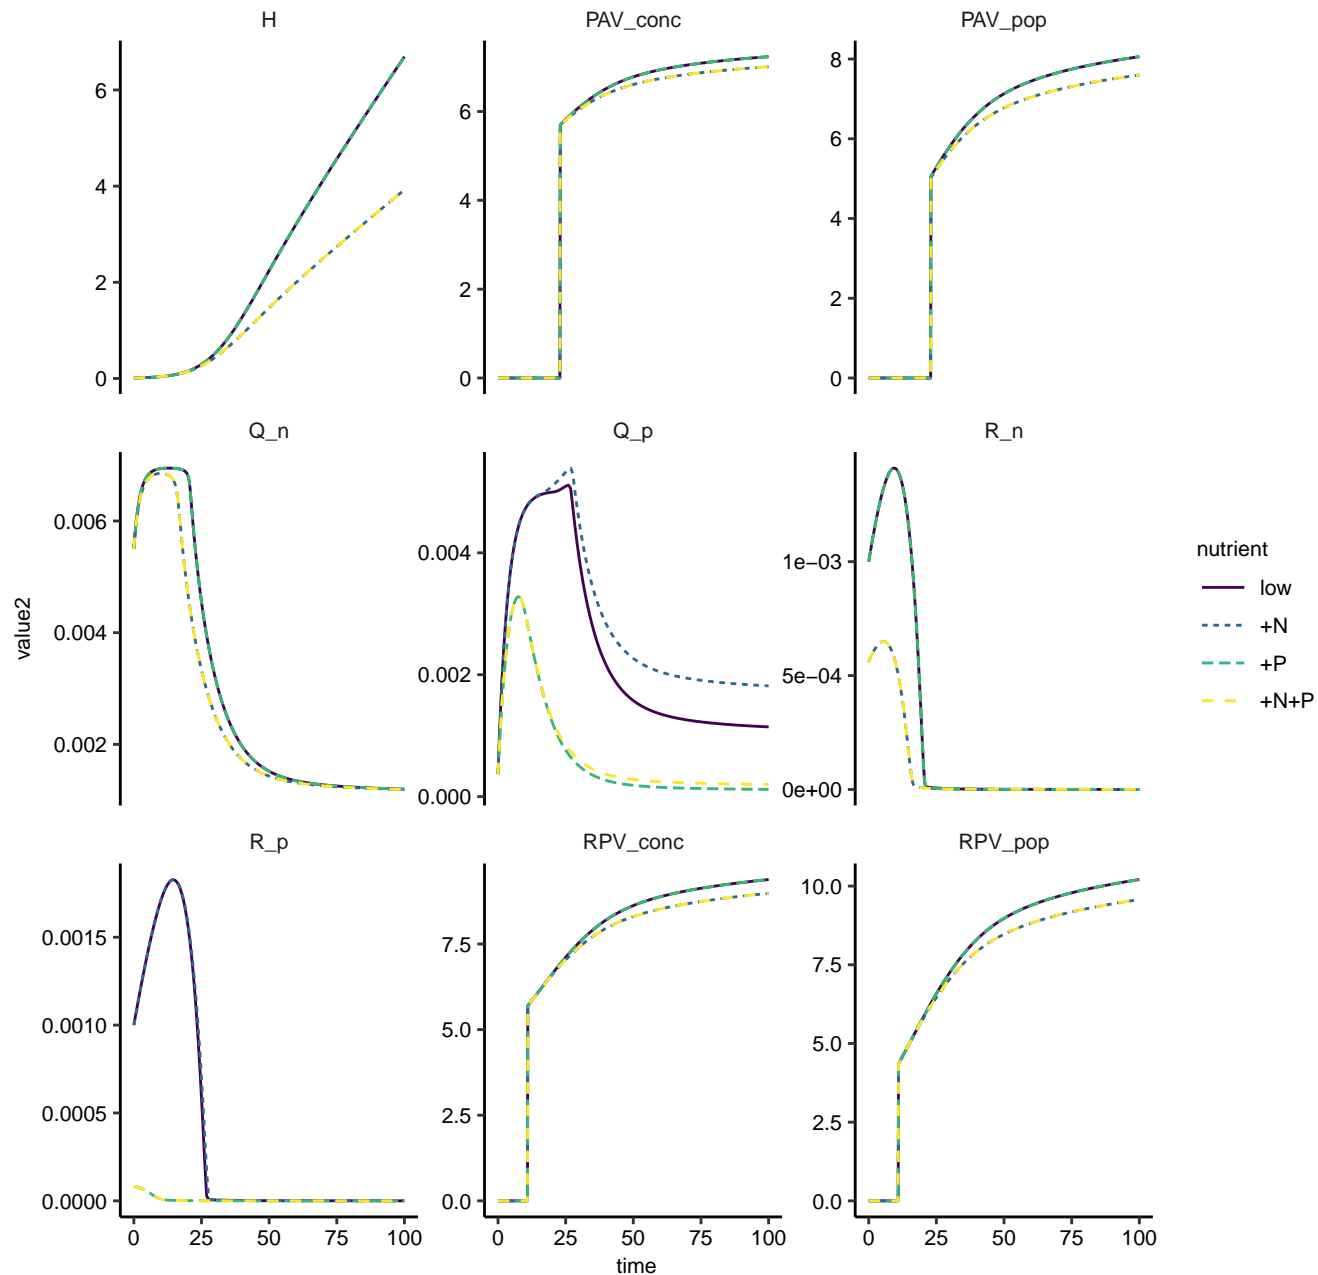 H
PAV_conc
PAV_pop
6
4
2
0
6
4
2
0
8
6
4
2
0
Q_n
Q_p
R_n
0.006
0.004
0.002
0.004
0.002
0.000
1e−03
5e−04
0e+00
R_p
RPV_conc
RPV_pop
0.0015
0.0010
0.0005
0.0000
7.5
5.0
2.5
0.0
10.0
7.5
5.0
2.5
0.0
0 25 50 75 100
0 25 50 75 100
0 25 50 75 100
time
value2
nutrient
low
+N
+P
+N+P